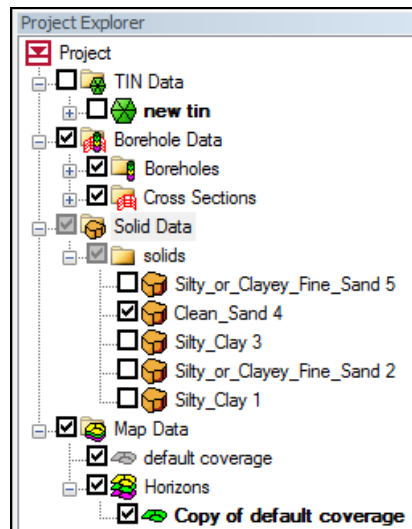 Project Explorer
Project
TIN Data
new tin
Borehole Data
Boreholes
Cross Sections
Solid Data
solids
Silty_or_Clayey_Fine_Sand 5
Clean_Sand 4
Silty_Clay 3
Silty_or_Clayey_Fine_Sand 2
Silty_Clay 1
Map Data
default coverage
Horizons
Copy of default coverage